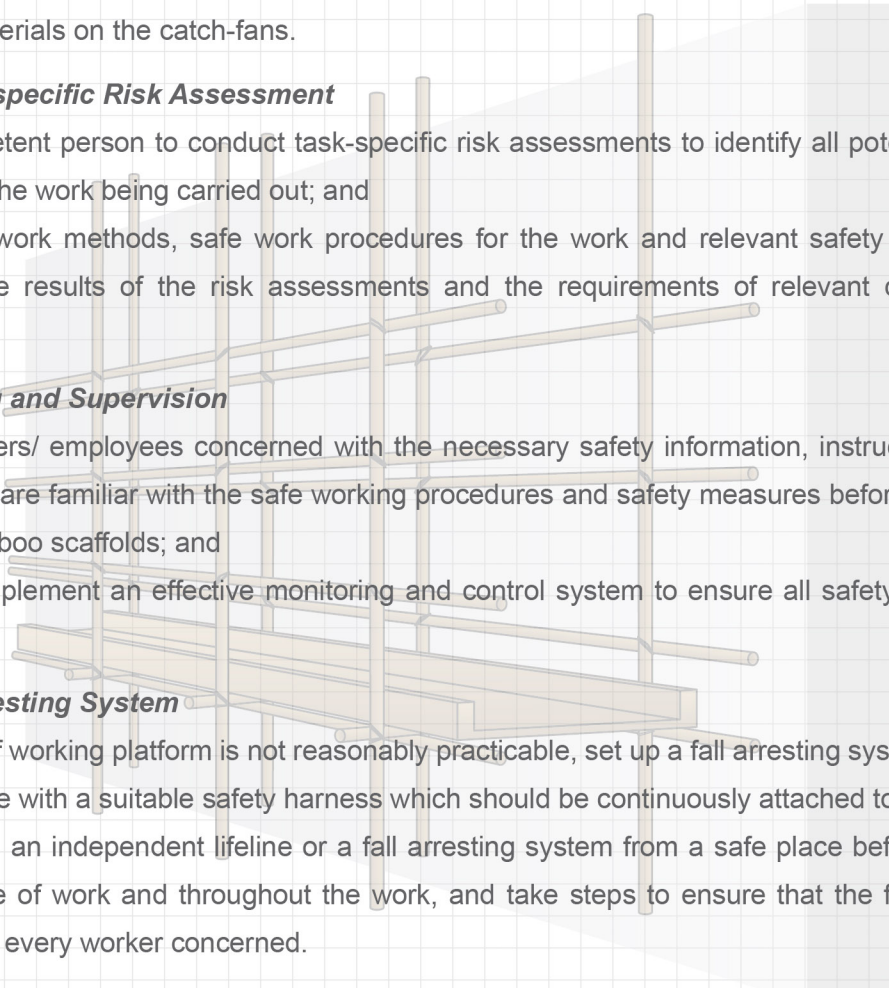 erials on the catch-fans.
specific Risk Assessment
etent person to conduct task-specific risk assessments to identify all pote
he work being carried out; and
work methods, safe work procedures for the work and relevant safety
e results of the risk assessments and the requirements of relevant
and Supervision
ers/ employees concerned with the necessary safety information, instruc
are familiar with the safe working procedures and safety measures befor
boo scaffolds; and
plement an effective monitoring and control system to ensure all safety
esting System
f working platform is not reasonably practicable, set up a fall arresting sys
e with a suitable safety harness which should be continuously attached to
an independent lifeline or a fall arresting system from a safe place bef
e of work and throughout the work, and take steps to ensure that the f
every worker concerned.